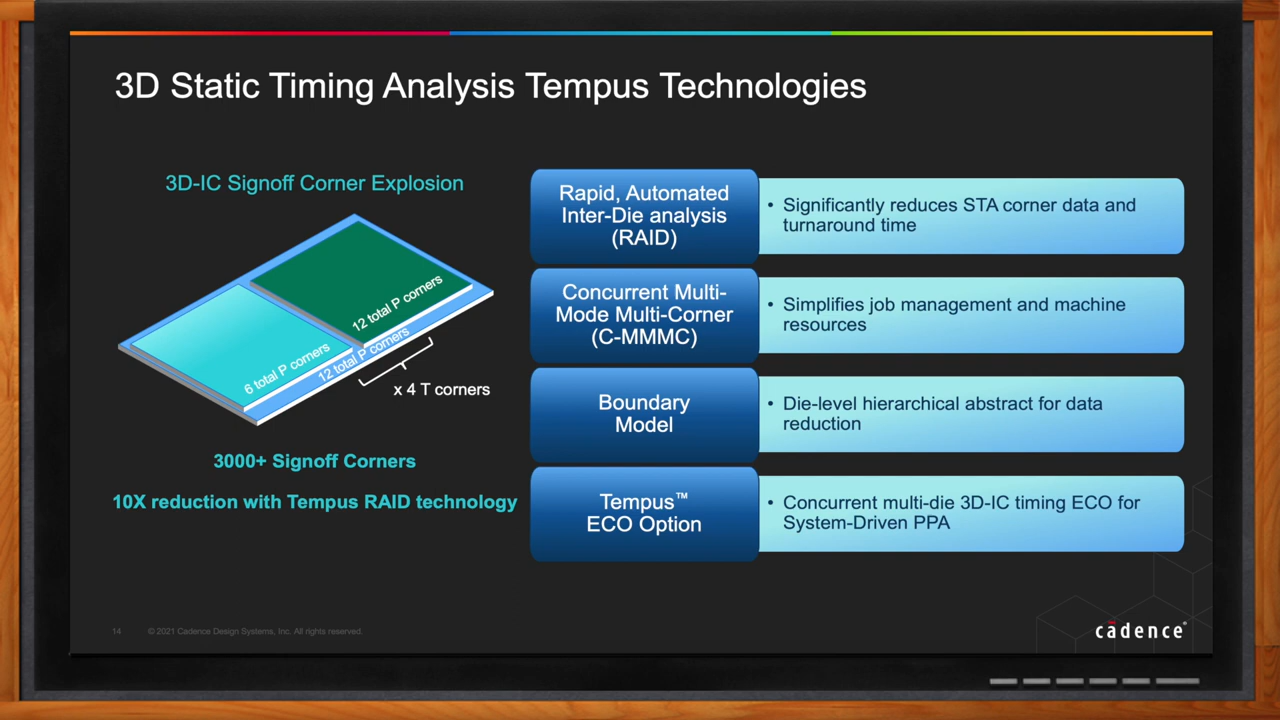 3D Static Timing Analysis Tempus Technologies
3D-IC Signoff Corner Explosion
12 total P corners
6 total P corners
12 total P corners
x 4 T corners
3000+ Signoff Corners
10X reduction with Tempus RAID technology
Rapid, Automated
Inter-Die analysis
(RAID)
• Significantly reduces STA corner data and
turnaround time
Concurrent Multi-
Mode Multi-Corner
(C-MMMC)
• Simplifies job management and machine
resources
Boundary
Model
• Die-level hierarchical abstract for data
reduction
Tempus™
ECO Option
• Concurrent multi-die 3D-IC timing ECO for
System-Driven PPA
14 © 2021 Cadence Design Systems, Inc. All rights reserved.
cādence®